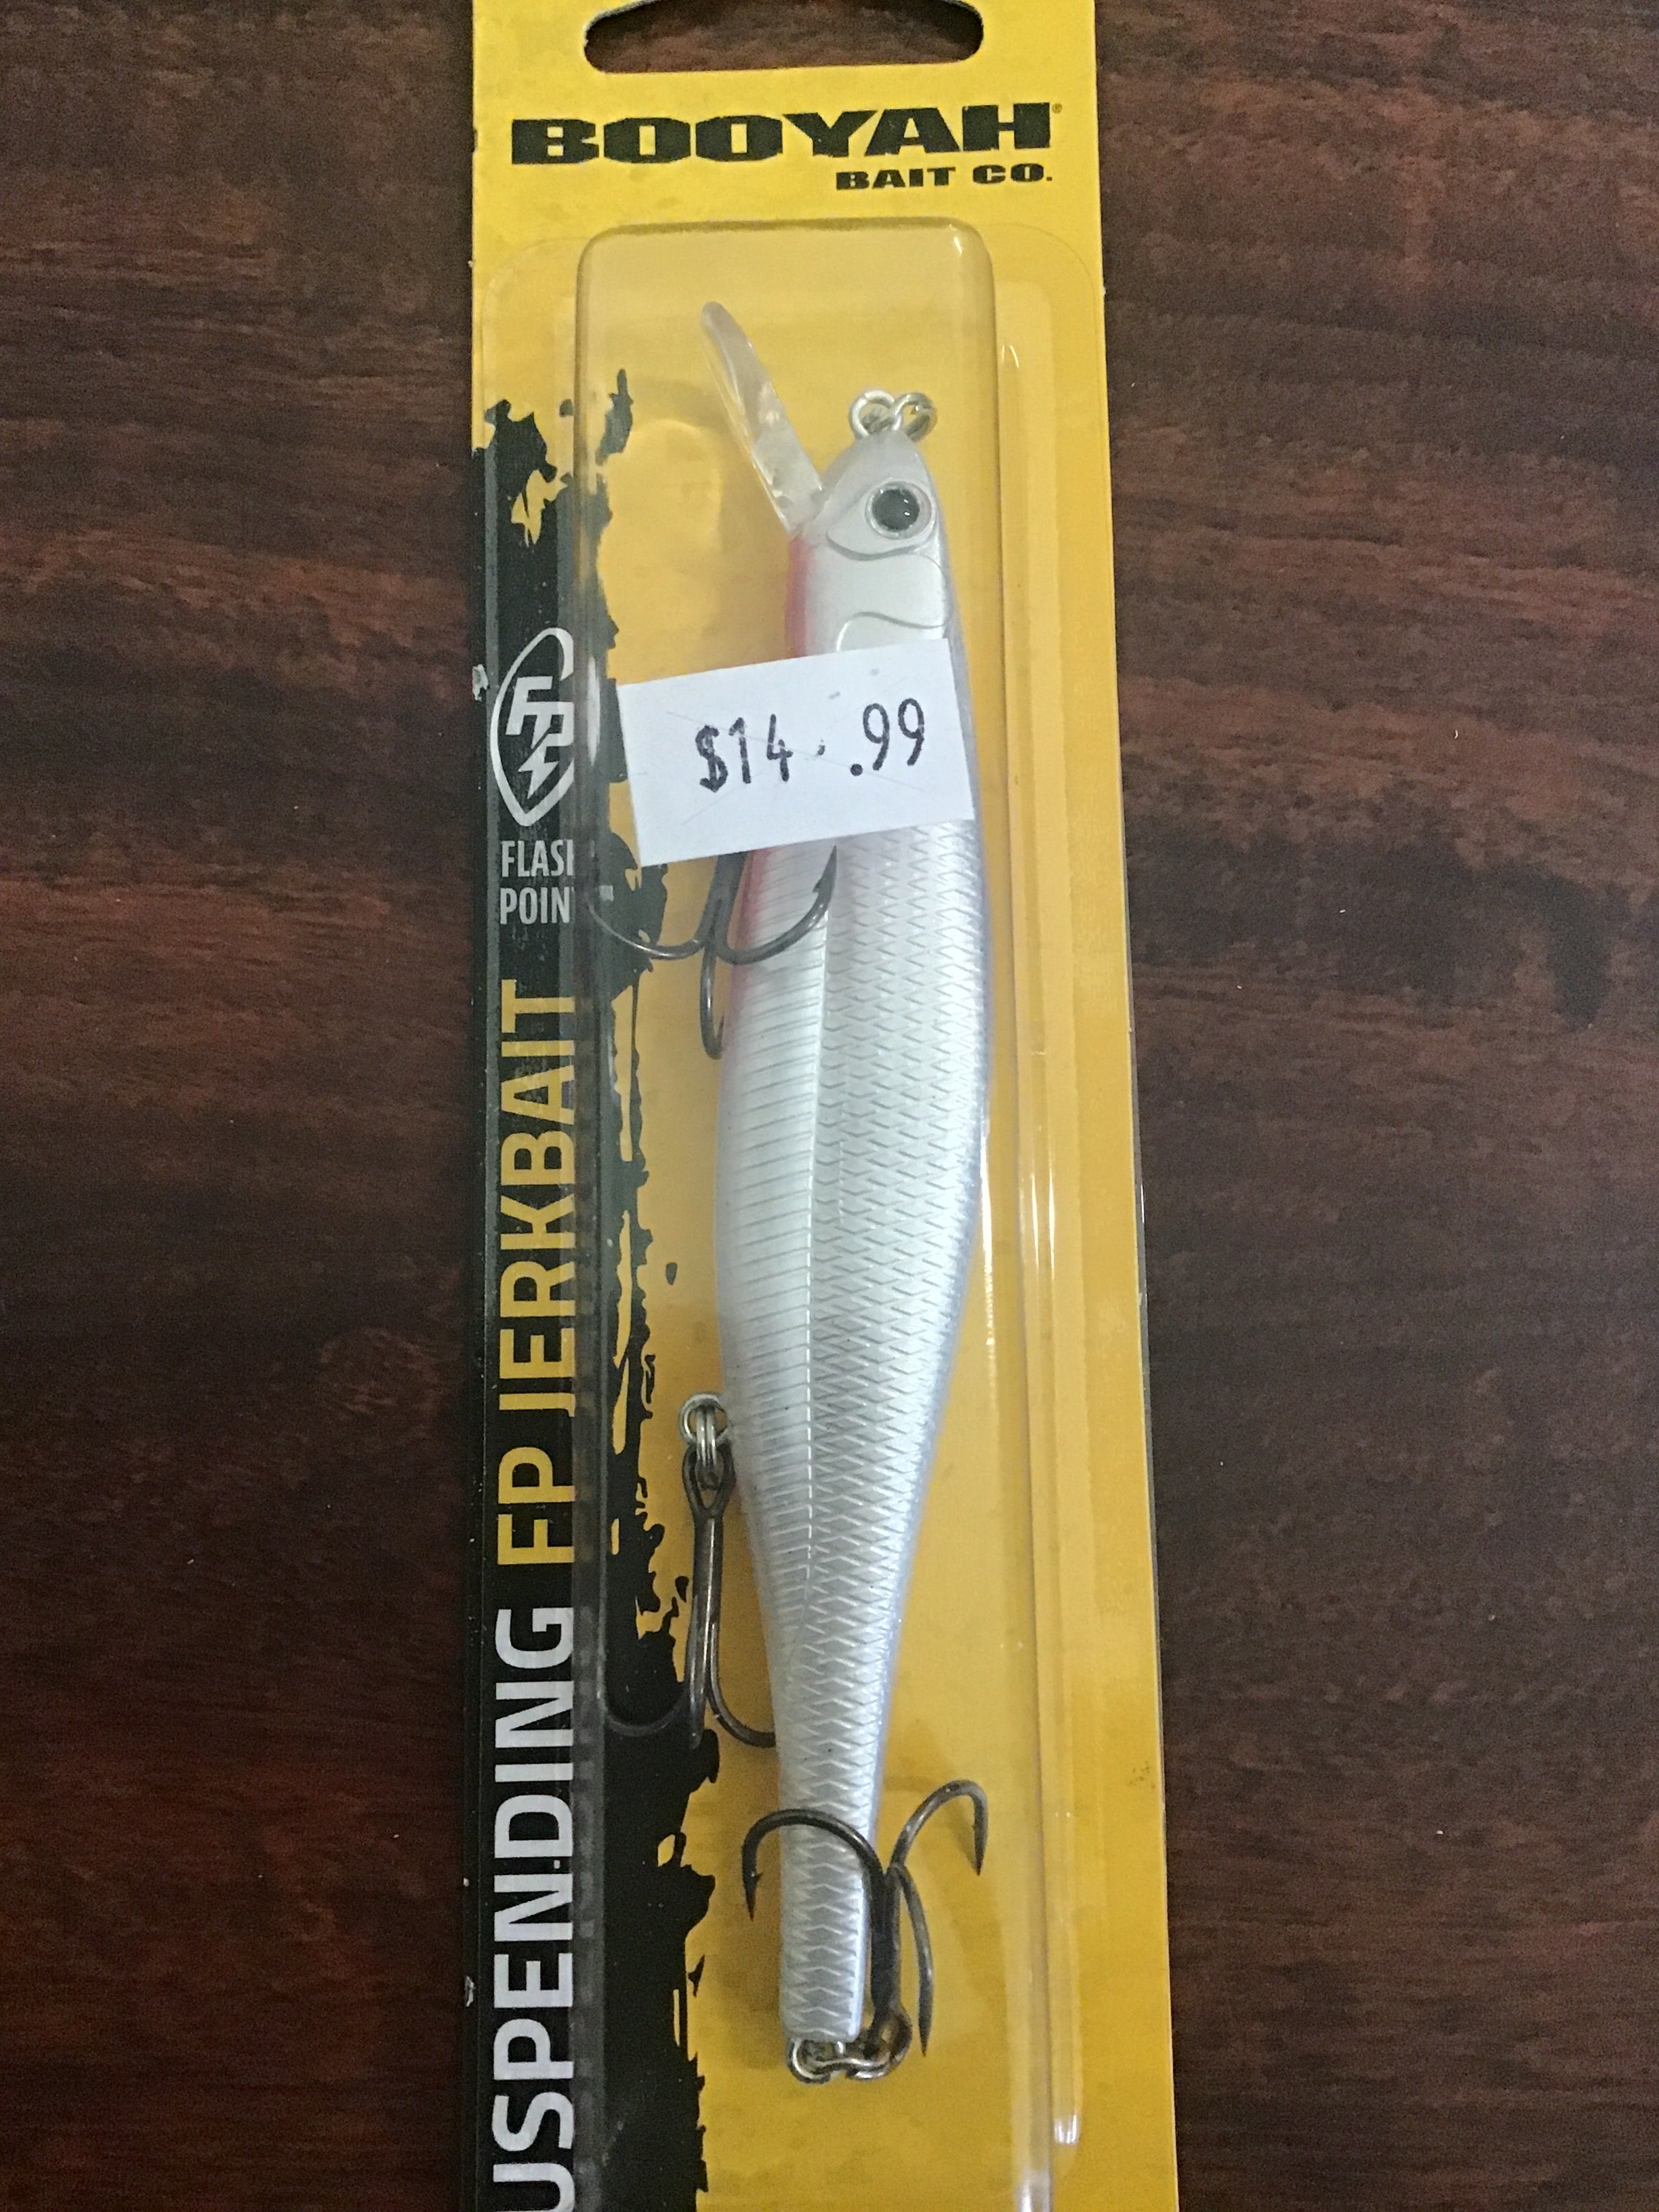 BOOYAH®
BAIT CO.
$14 .99
FLASH
POINT
USPENDING FP JERKBAIT